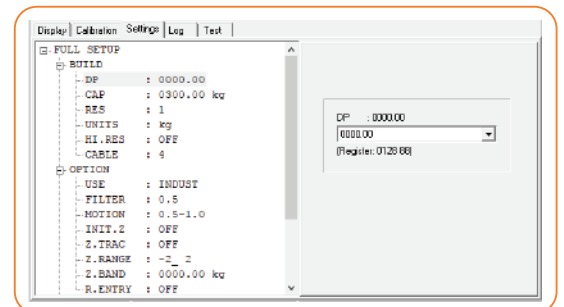 Display Calibration Settings Log Test
FULL SETUP
BUILD
DP : 0000.00
CAP : 0300.00 kg
RES : 1
UNITS : kg
HI.RES : OFF
CABLE : 4
OPTION
USE : INDUST
FILTER : 0.5
MOTION : 0.5-1.0
INIT.Z : OFF
Z.TRAC : OFF
Z.RANGE : -2_ 2
Z.BAND : 0000.00 kg
R.ENTRY : OFF
DP : 0000.00
0000.00
(Register: 0128 68)